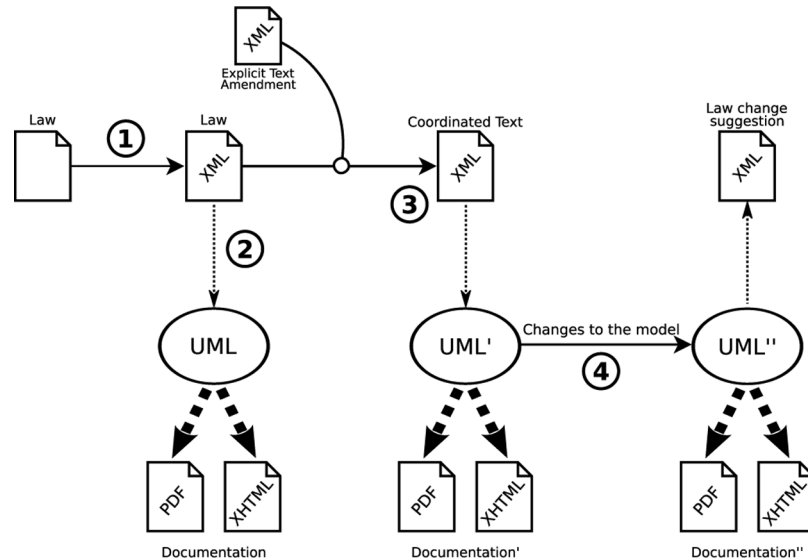 XML
Explicit Text
Amendment
Law
1
Law
XML
Coordinated Text
XML
Law change
suggestion
XML
2
3
UML
UML'
Changes to the model
4
UML''
PDF
XHTML
PDF
XHTML
PDF
XHTML
Documentation
Documentation'
Documentation''